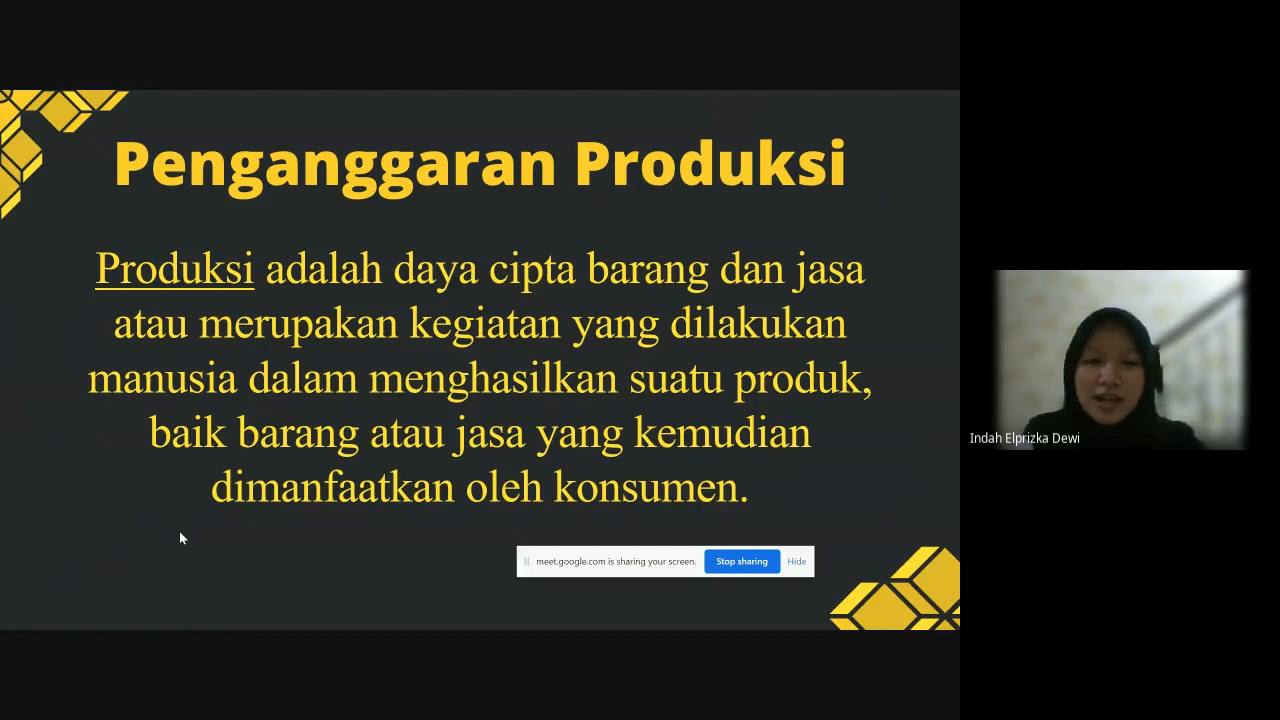 Penganggaran Produksi
Produksi adalah daya cipta barang dan jasa
atau merupakan kegiatan yang dilakukan
manusia dalam menghasilkan suatu produk,
baik barang atau jasa yang kemudian
dimanfaatkan oleh konsumen.
meet.google.com is sharing your screen. Stop sharing Hide
Indah Elprizka Dewi